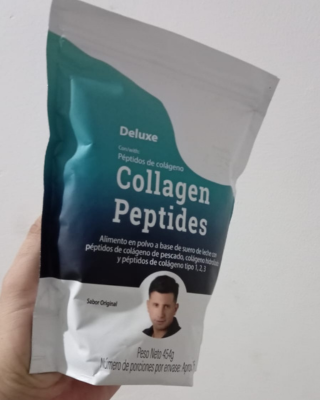 Deluxe
Péptidos de colágeno
Collagen
Peptides
Alimento en polvo a base de suero de leche con
péptidos de colágeno de pescado, colágeno
y péptidos de colágeno tipo 1, 2, 3
Sabor Original
Peso Neto 454g
Número de porciones por envase: